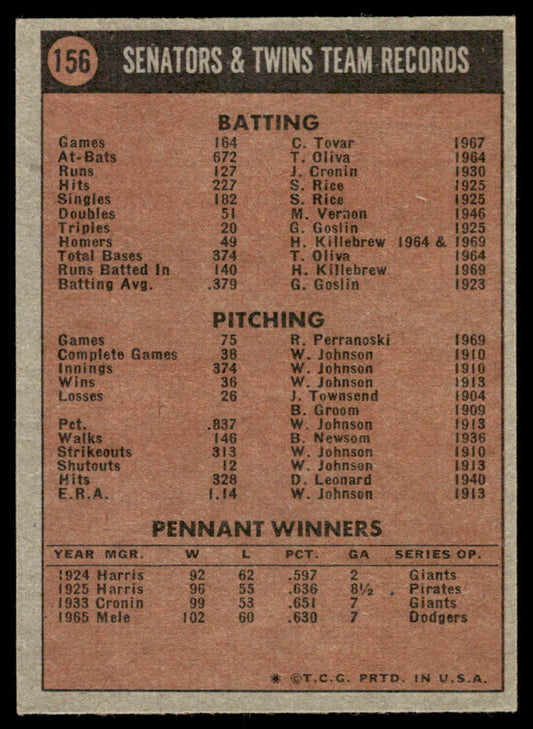 156 SENATORS & TWINS TEAM RECORDS
BATTING
Games 164 C. Tovar 1967
At-Bats 672 T. Oliva 1964
Runs 127 J. Cronin 1930
Hits 227 S. Rice 1925
Singles 182 S. Rice 1925
Doubles 51 M. Vernon 1946
Triples 20 G. Goslin 1925
Homers 49 H. Killebrew 1964 & 1969
Total Bases 374 T. Oliva 1964
Runs Batted In 140 H. Killebrew 1969
Batting Avg. .379 G. Goslin 1923
PITCHING
Games 75 R. Perranoski 1969
Complete Games 38 W. Johnson 1910
Innings 374 W. Johnson 1910
Wins 36 W. Johnson 1913
Losses 26 J. Townsend 1904
B. Groom 1909
Pct. .837 W. Johnson 1913
Walks 146 B. Newsom 1936
Strikeouts 313 W. Johnson 1910
Shutouts 12 W. Johnson 1913
Hits 328 D. Leonard 1940
E.R.A. 1.14 W. Johnson 1913
PENNANT WINNERS
YEAR MGR. W L PCT. GA SERIES OP.
1924 Harris 92 62 .597 2 Giants
1925 Harris 96 55 .636 8½ Pirates
1933 Cronin 99 53 .651 7 Giants
1965 Mele 102 60 .630 7 Dodgers
* ©T.C.G. PRTD. IN U.S.A.